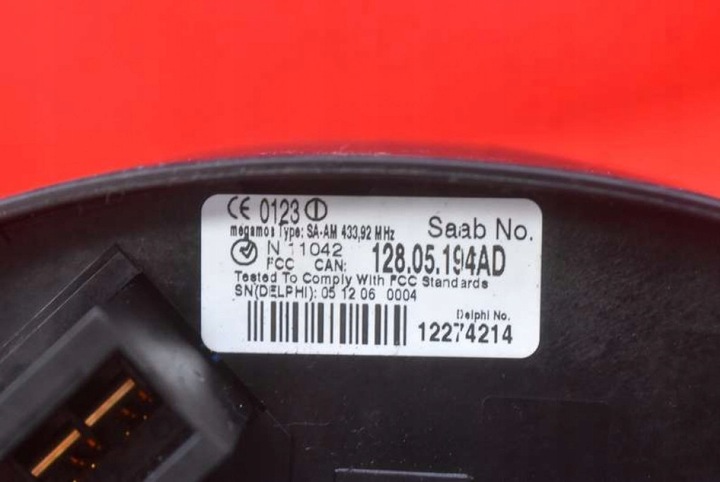 CE 0123
megamos Type: SA-AM 433,92 MHz
Saab No.
N 11042
128.05.194AD
FCC CAN:
Tested To Comply With FCC Standards
SN(DELPHI): 05 12 06 0004
Delphi No.
12274214